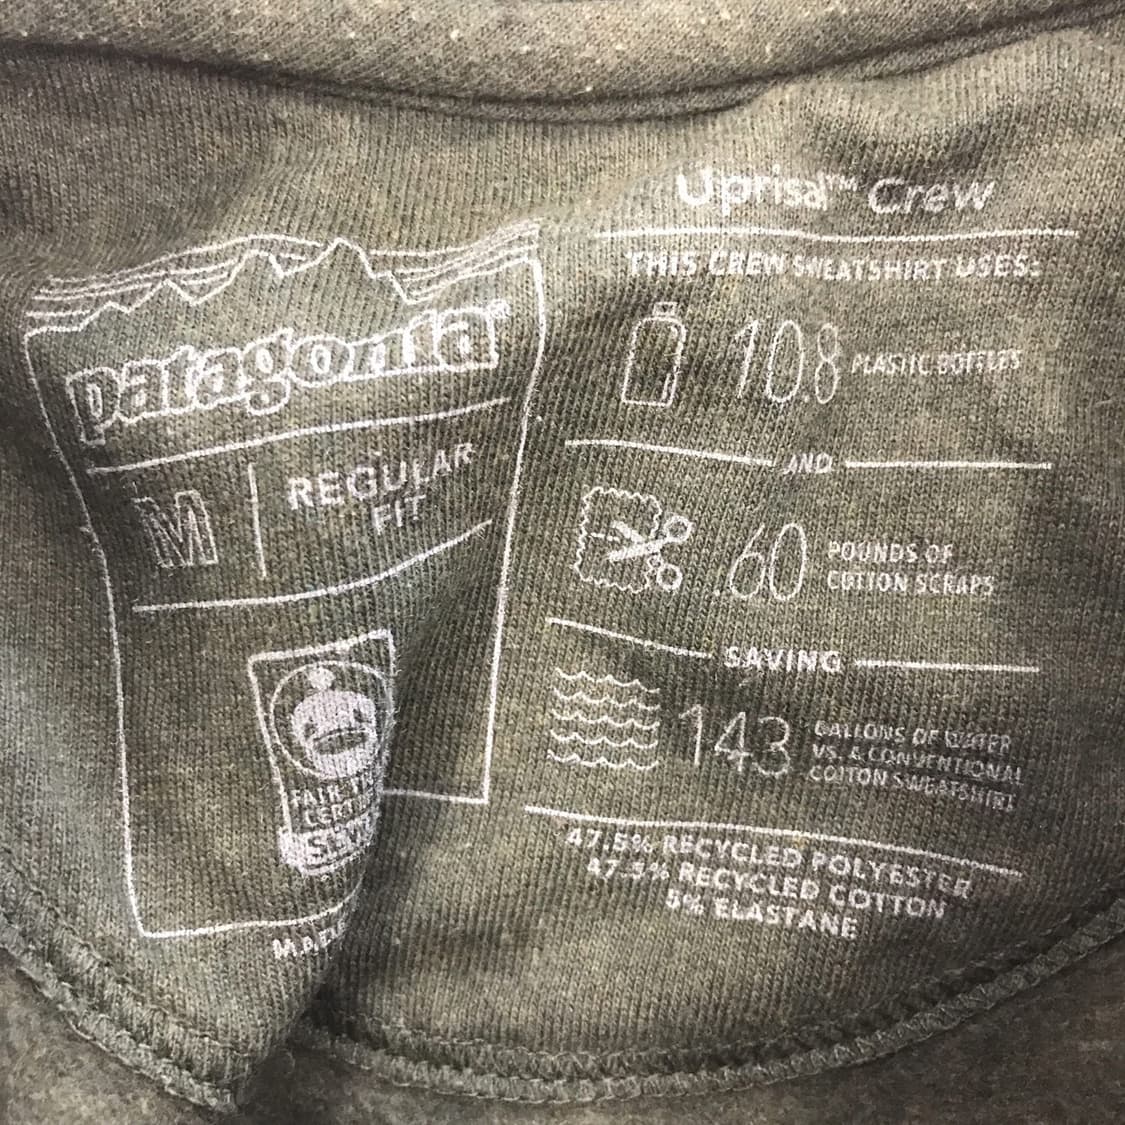 patagonia®
M
REGULAR
FIT
FAIR
Uprisal™ Crew
THIS CREW SWEATSHIRT USES:
10.8 PLASTIC BOTTLES
AND
.60 POUNDS OF
COTTON SCRAPS
SAVING
143 GALLONS OF WATER
VS. A CONVENTIONAL
COTTON SWEATSHIRT
47.5% RECYCLED POLYESTER
47.5% RECYCLED COTTON
5% ELASTANE